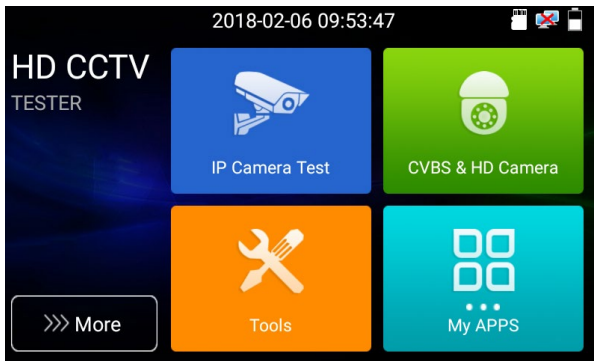 2018-02-06 09:53:47
HD CCTV
TESTER
IP Camera Test
CVBS & HD Camera
Tools
My APPS
>>> More